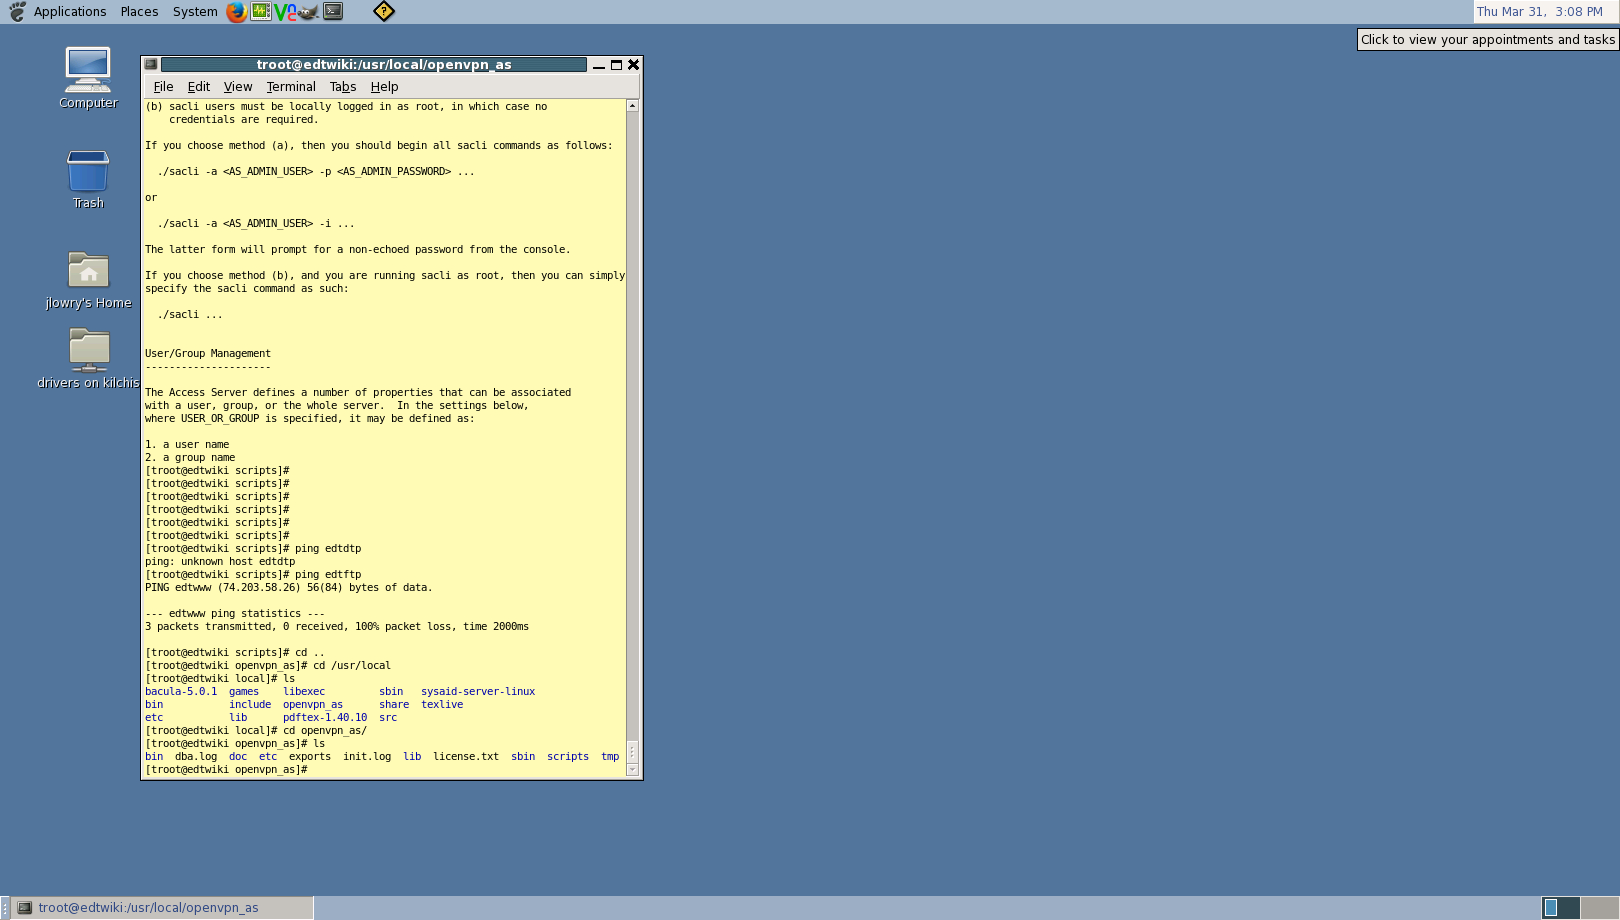 Applications Places System
Thu Mar 31, 3:08 PM
Click to view your appointments and tasks
Computer
Trash
jlowry's Home
drivers on kilchis
troot@edtwiki:/usr/local/openvpn_as
File Edit View Terminal Tabs Help
(b) sacli users must be locally logged in as root, in which case no
    credentials are required.
If you choose method (a), then you should begin all sacli commands as follows:
  ./sacli -a <AS_ADMIN_USER> -p <AS_ADMIN_PASSWORD> ...
or
  ./sacli -a <AS_ADMIN_USER> -i ...
The latter form will prompt for a non-echoed password from the console.
If you choose method (b), and you are running sacli as root, then you can simply
specify the sacli command as such:
  ./sacli ...
User/Group Management
---------------------
The Access Server defines a number of properties that can be associated
with a user, group, or the whole server.  In the settings below,
where USER_OR_GROUP is specified, it may be defined as:
1. a user name
2. a group name
[troot@edtwiki scripts]#
[troot@edtwiki scripts]#
[troot@edtwiki scripts]#
[troot@edtwiki scripts]#
[troot@edtwiki scripts]#
[troot@edtwiki scripts]#
[troot@edtwiki scripts]# ping edtdtp
ping: unknown host edtdtp
[troot@edtwiki scripts]# ping edtftp
PING edtwww (74.203.58.26) 56(84) bytes of data.
--- edtwww ping statistics ---
3 packets transmitted, 0 received, 100% packet loss, time 2000ms
[troot@edtwiki scripts]# cd ..
[troot@edtwiki openvpn_as]# cd /usr/local
[troot@edtwiki local]# ls
bacula-5.0.1  games    libexec         sbin   sysaid-server-linux
bin           include  openvpn_as      share  texlive
etc           lib      pdftex-1.40.10  src
[troot@edtwiki local]# cd openvpn_as/
[troot@edtwiki openvpn_as]# ls
bin  dba.log  doc  etc  exports  init.log  lib  license.txt  sbin  scripts  tmp
[troot@edtwiki openvpn_as]#
troot@edtwiki:/usr/local/openvpn_as